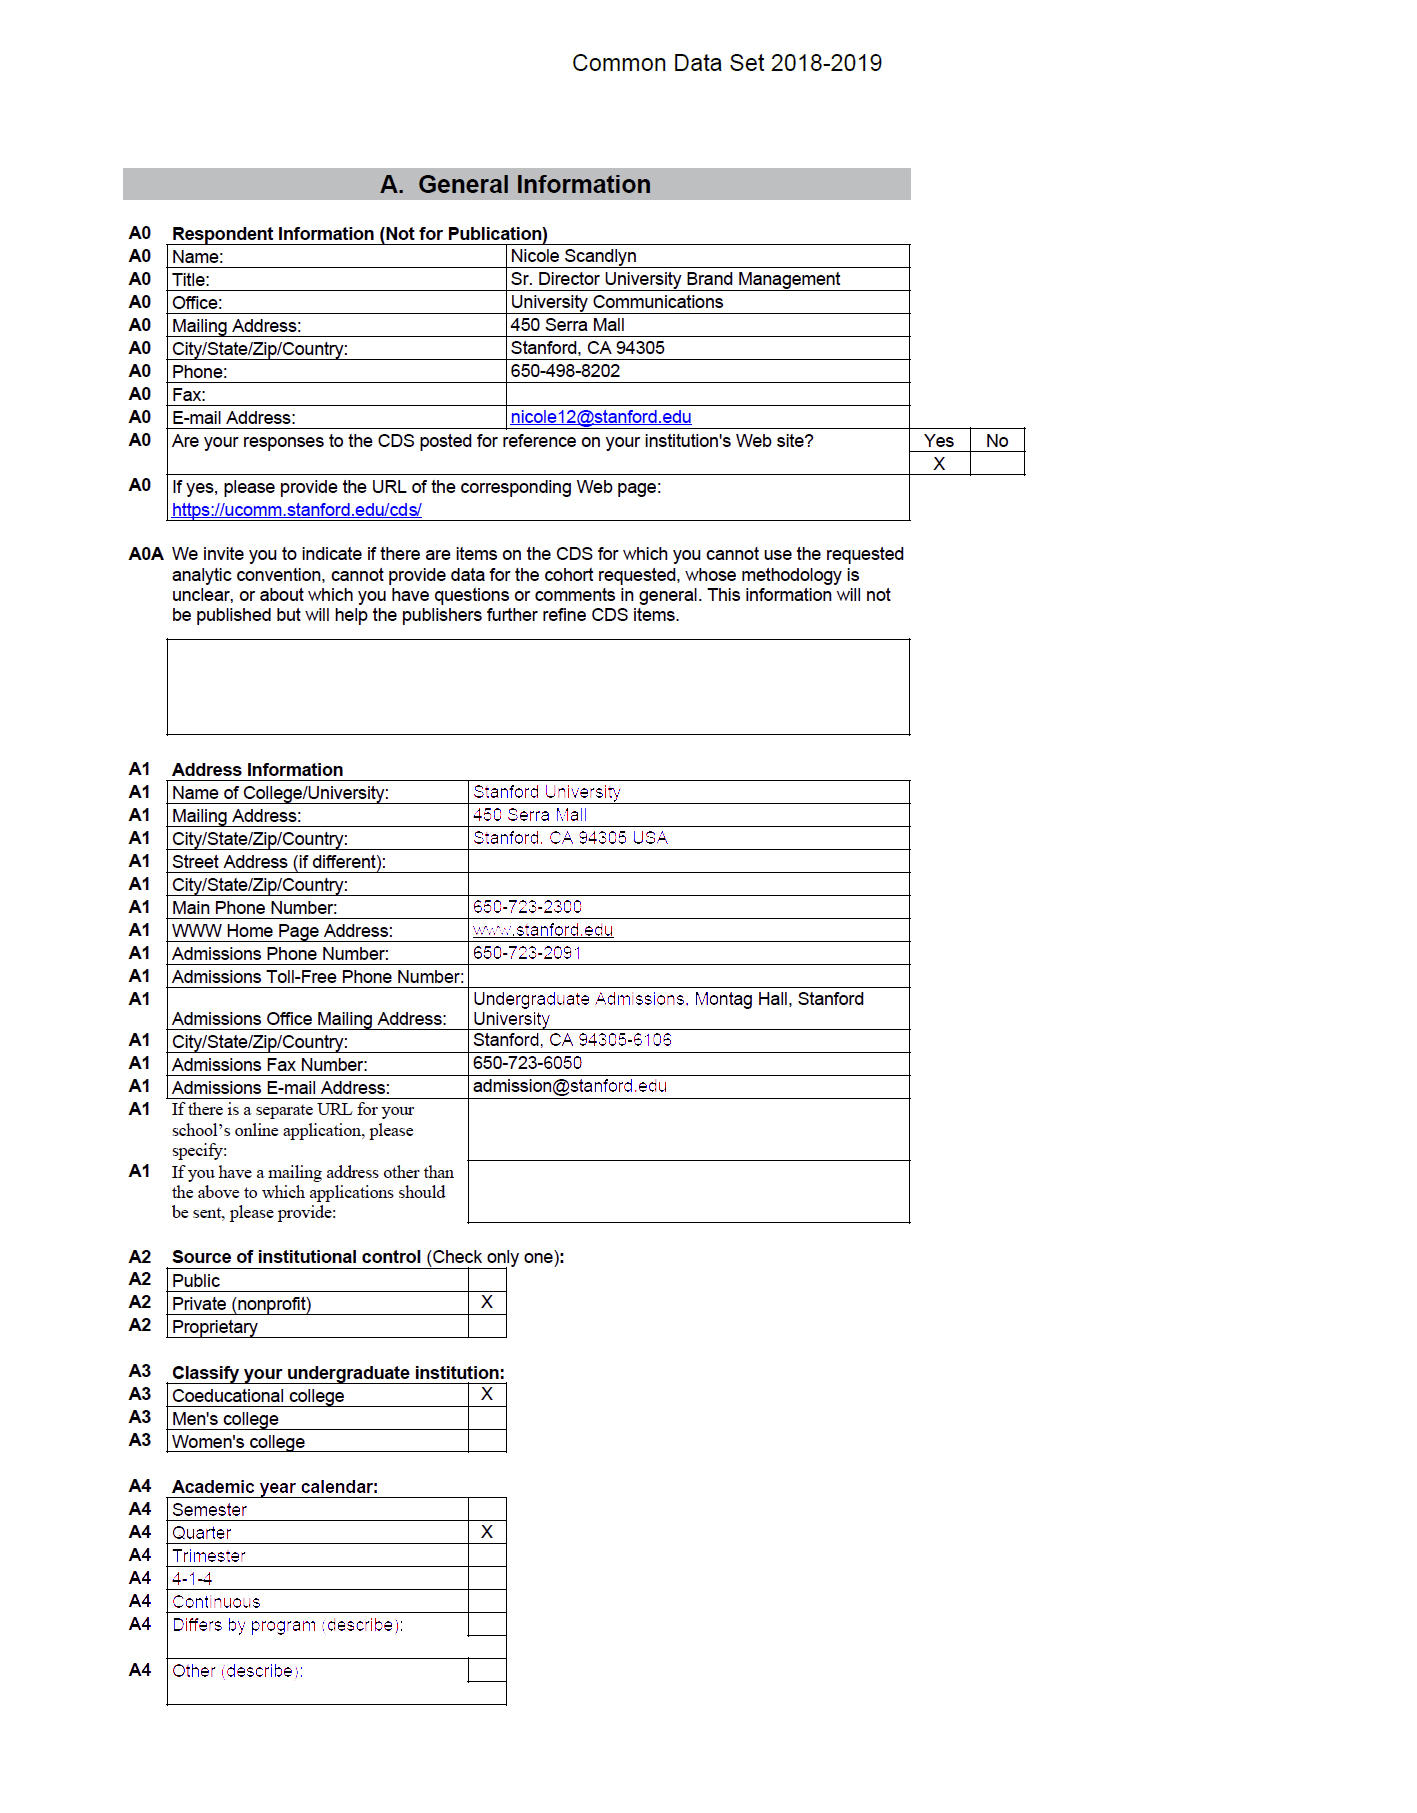 Common Data Set 2018-2019
A. General Information
A0 Respondent Information (Not for Publication)
A0 Name: Nicole Scandlyn
A0 Title: Sr. Director University Brand Management
A0 Office: University Communications
A0 Mailing Address: 450 Serra Mall
A0 City/State/Zip/Country: Stanford, CA 94305
A0 Phone: 650-498-8202
A0 Fax:
A0 E-mail Address: nicole12@stanford.edu
A0 Are your responses to the CDS posted for reference on your institution's Web site? Yes No
X
A0 If yes, please provide the URL of the corresponding Web page:
https://ucomm.stanford.edu/cds/
A0A We invite you to indicate if there are items on the CDS for which you cannot use the requested
analytic convention, cannot provide data for the cohort requested, whose methodology is
unclear, or about which you have questions or comments in general. This information will not
be published but will help the publishers further refine CDS items.
A1 Address Information
A1 Name of College/University: Stanford University
A1 Mailing Address: 450 Serra Mall
A1 City/State/Zip/Country: Stanford, CA 94305 USA
A1 Street Address (if different):
A1 City/State/Zip/Country:
A1 Main Phone Number: 650-723-2300
A1 WWW Home Page Address: www.stanford.edu
A1 Admissions Phone Number: 650-723-2091
A1 Admissions Toll-Free Phone Number:
A1 Undergraduate Admissions, Montag Hall, Stanford
Admissions Office Mailing Address: University
A1 City/State/Zip/Country: Stanford, CA 94305-6106
A1 Admissions Fax Number: 650-723-6050
A1 Admissions E-mail Address: admission@stanford.edu
A1 If there is a separate URL for your
school’s online application, please
specify:
A1 If you have a mailing address other than
the above to which applications should
be sent, please provide:
A2 Source of institutional control (Check only one):
A2 Public
A2 Private (nonprofit) X
A2 Proprietary
A3 Classify your undergraduate institution:
A3 Coeducational college X
A3 Men's college
A3 Women's college
A4 Academic year calendar:
A4 Semester
A4 Quarter X
A4 Trimester
A4 4-1-4
A4 Continuous
A4 Differs by program (describe):
A4 Other (describe):